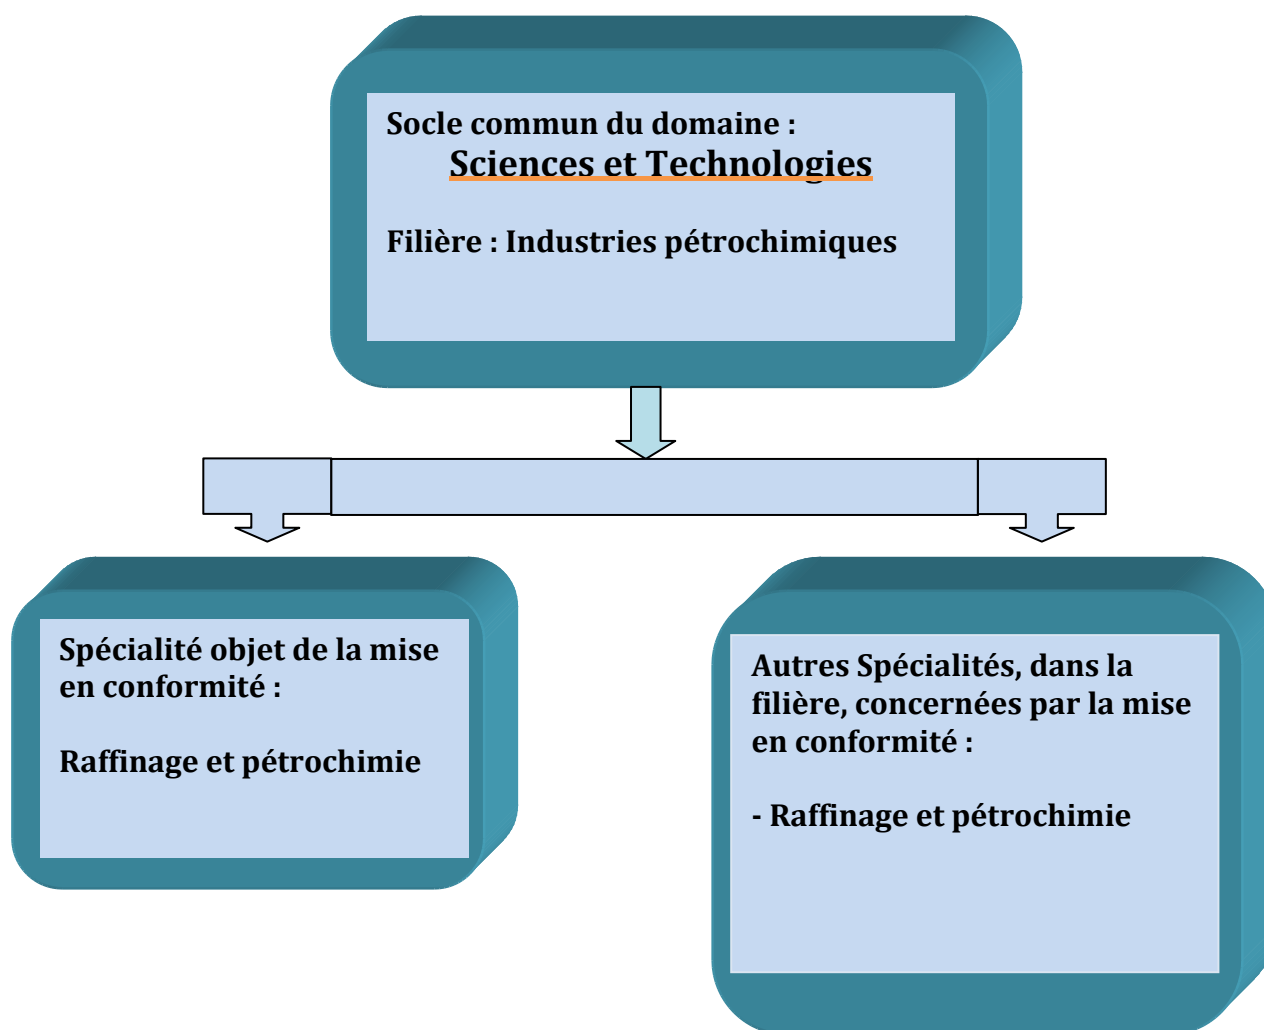 Socle commun du domaine :
Sciences et Technologies
Filière : Industries pétrochimiques
Spécialité objet de la mise
en conformité :
Raffinage et pétrochimie
Autres Spécialités, dans la
filière, concernées par la mise
en conformité :
- Raffinage et pétrochimie